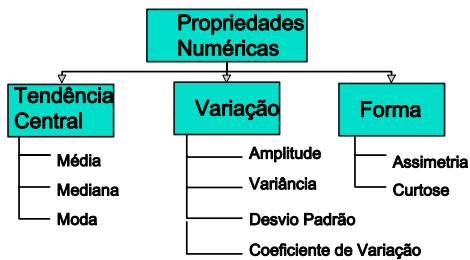 Propriedades
Numéricas
Tendência
Central
Média
Mediana
Moda
Variação
Amplitude
Variância
Desvio Padrão
Coeficiente de Variação
Forma
Assimetria
Curtose